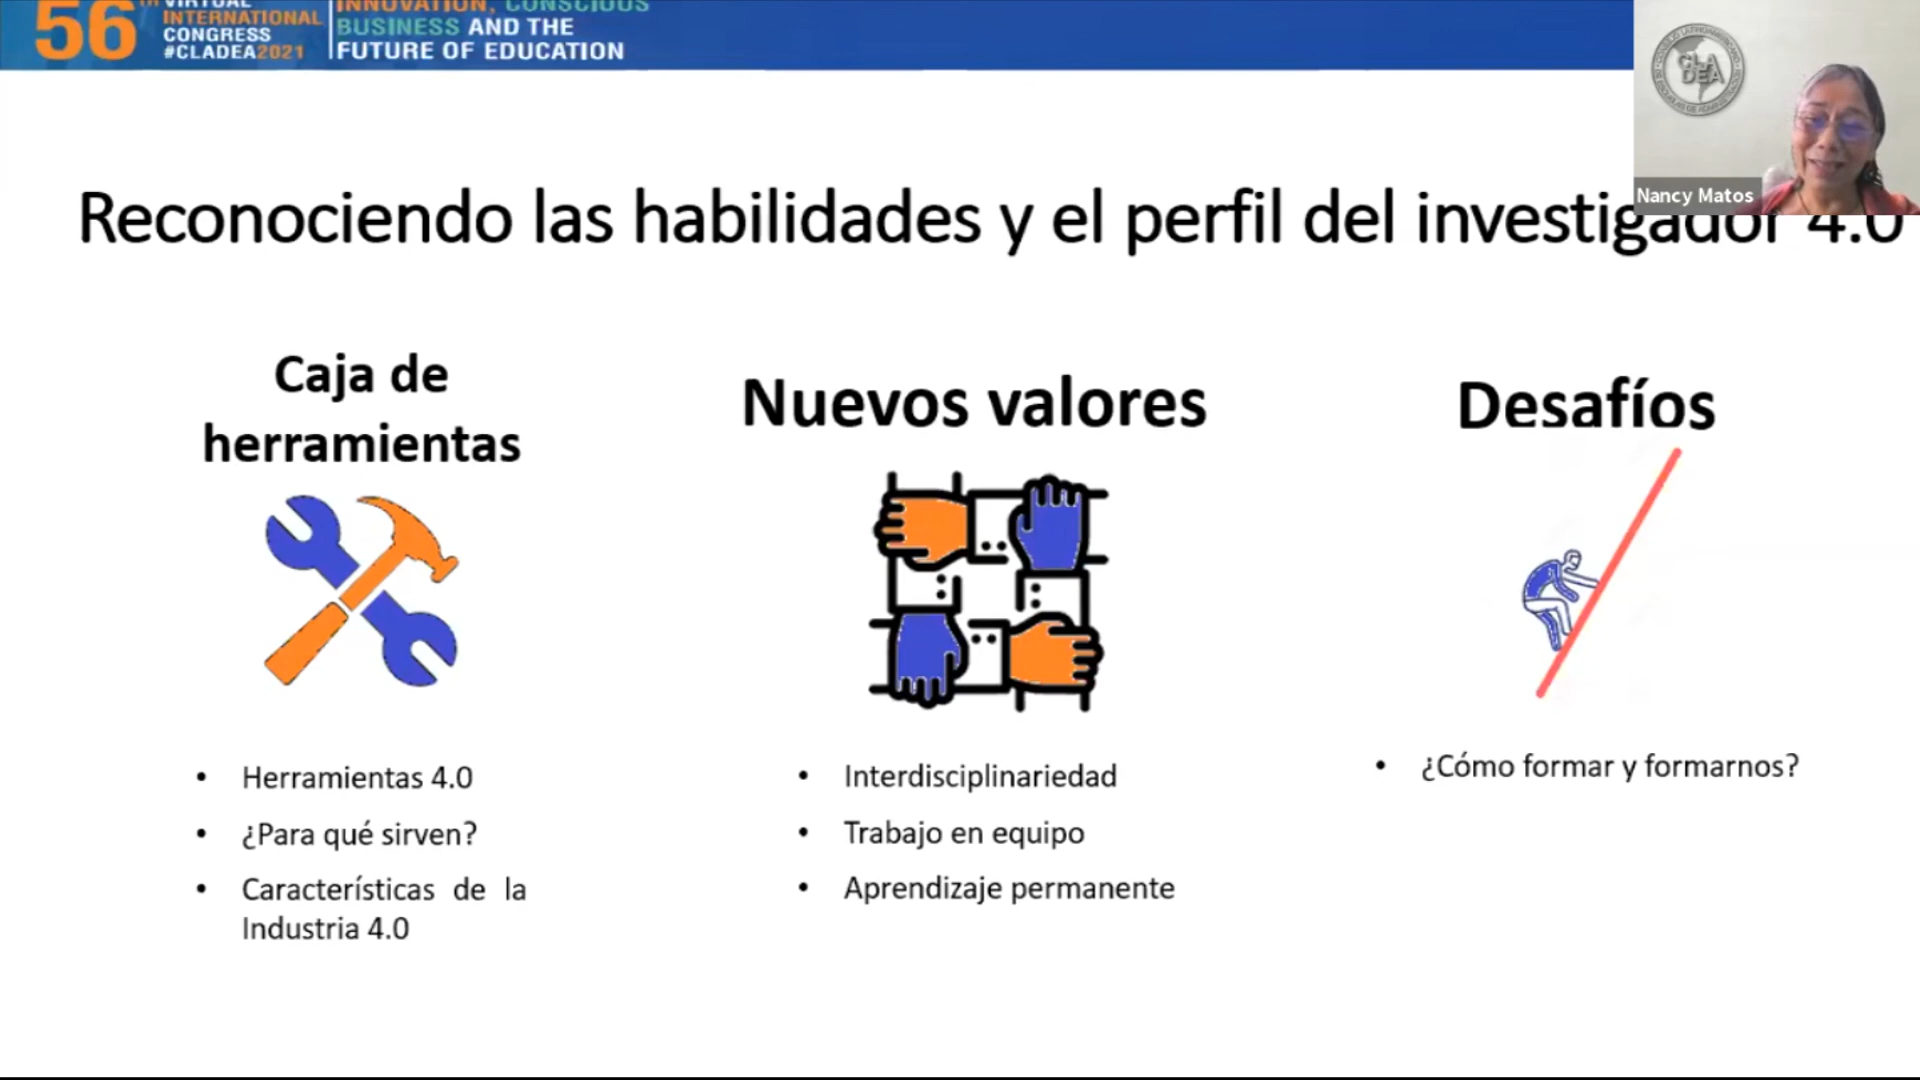 56
TH VIRTUAL
INTERNATIONAL
CONGRESS
#CLADEA2021
INNOVATION, CONSCIOUS
BUSINESS AND THE
FUTURE OF EDUCATION
CLADEA
Nancy Matos
Reconociendo las habilidades y el perfil del investigador 4.0
Caja de
herramientas
Herramientas 4.0
¿Para qué sirven?
Características de la
Industria 4.0
Nuevos valores
Interdisciplinariedad
Trabajo en equipo
Aprendizaje permanente
Desafíos
¿Cómo formar y formarnos?